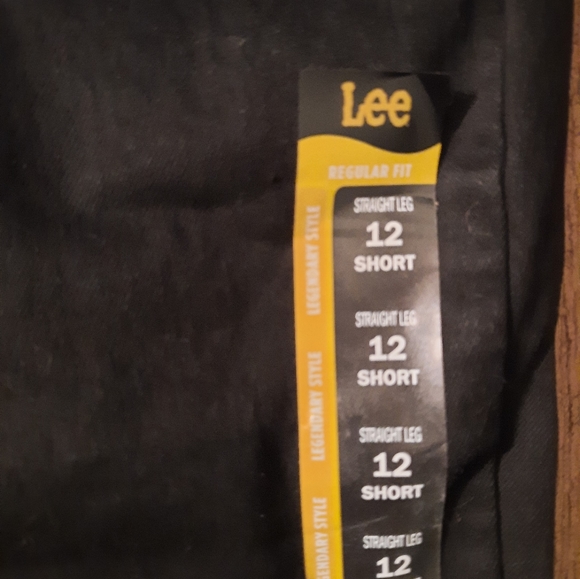 Lee
REGULAR FIT
STRAIGHT LEG
12
SHORT
STRAIGHT LEG
12
SHORT
STRAIGHT LEG
12
SHORT
STRAIGHT LEG
12
LEGENDARY STYLE
LEGENDARY STYLE
ENDARY STYLE